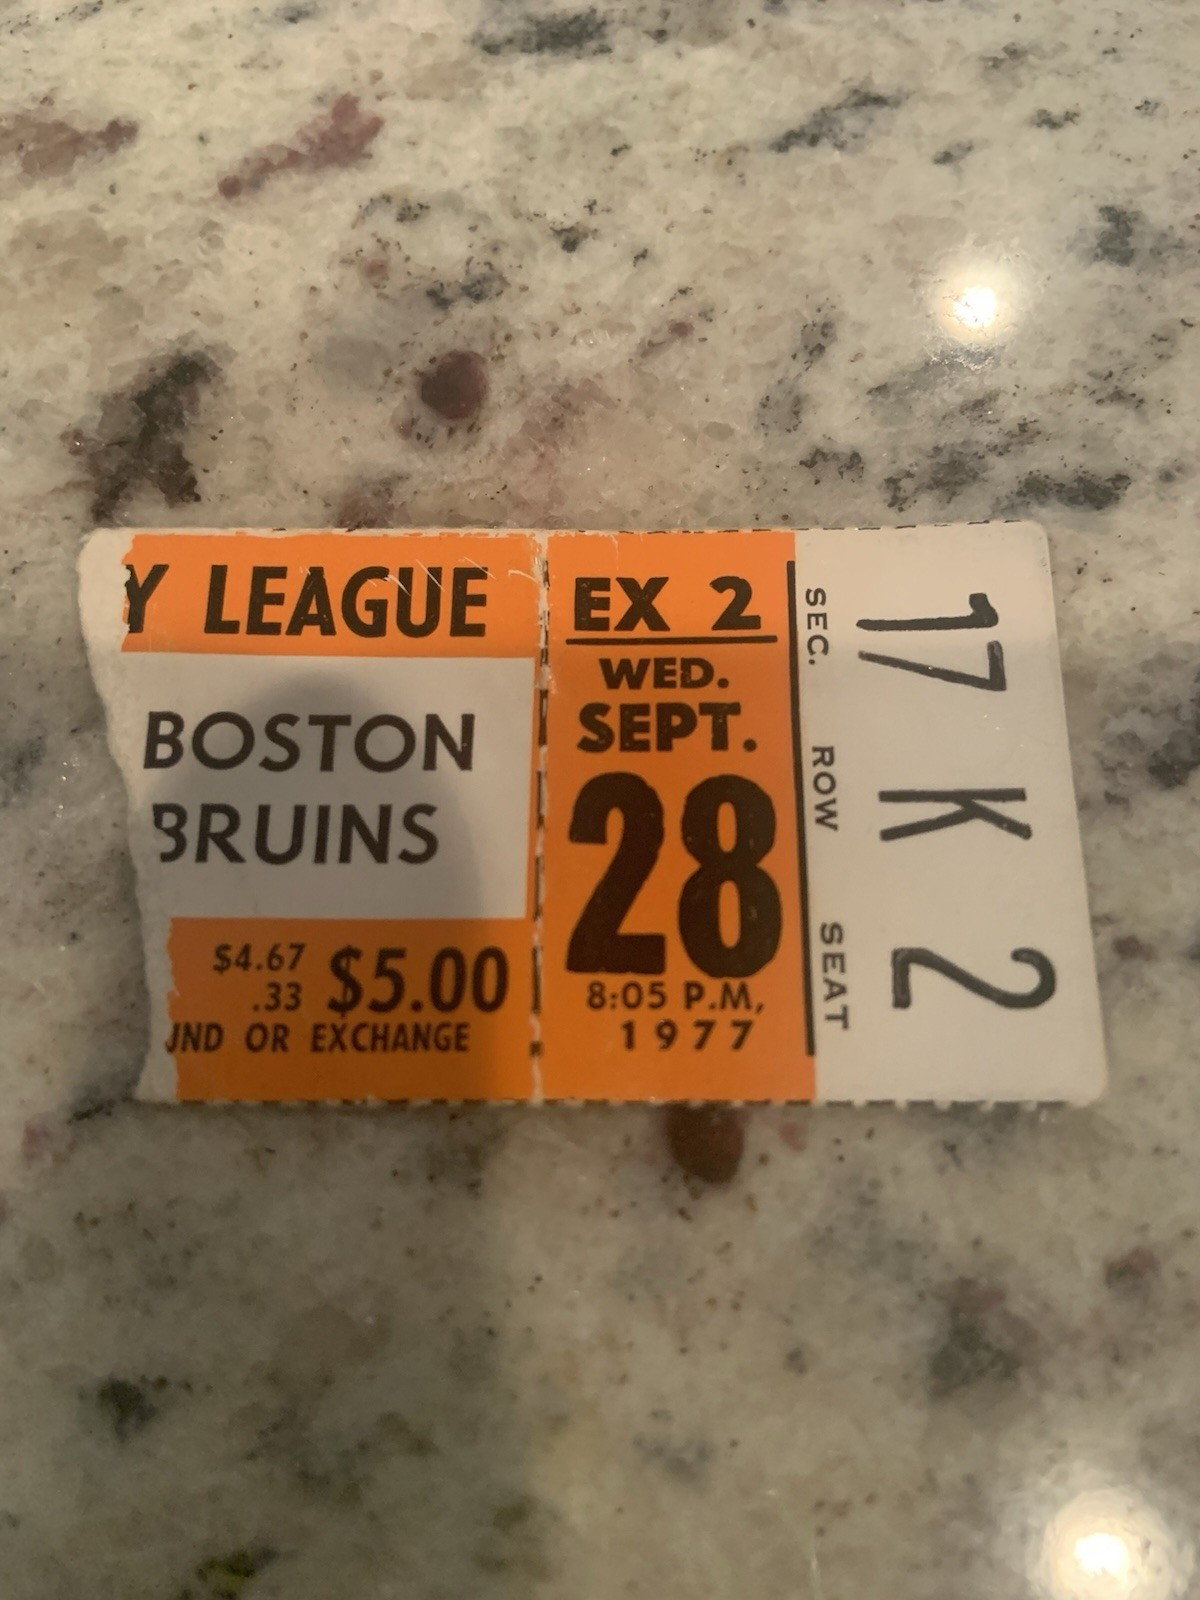 Y LEAGUE
BOSTON
BRUINS
$4.67
.33 $5.00
UND OR EXCHANGE
EX 2
WED.
SEPT.
28
8:05 P.M,
1977
SEC. ROW SEAT
17 K 2